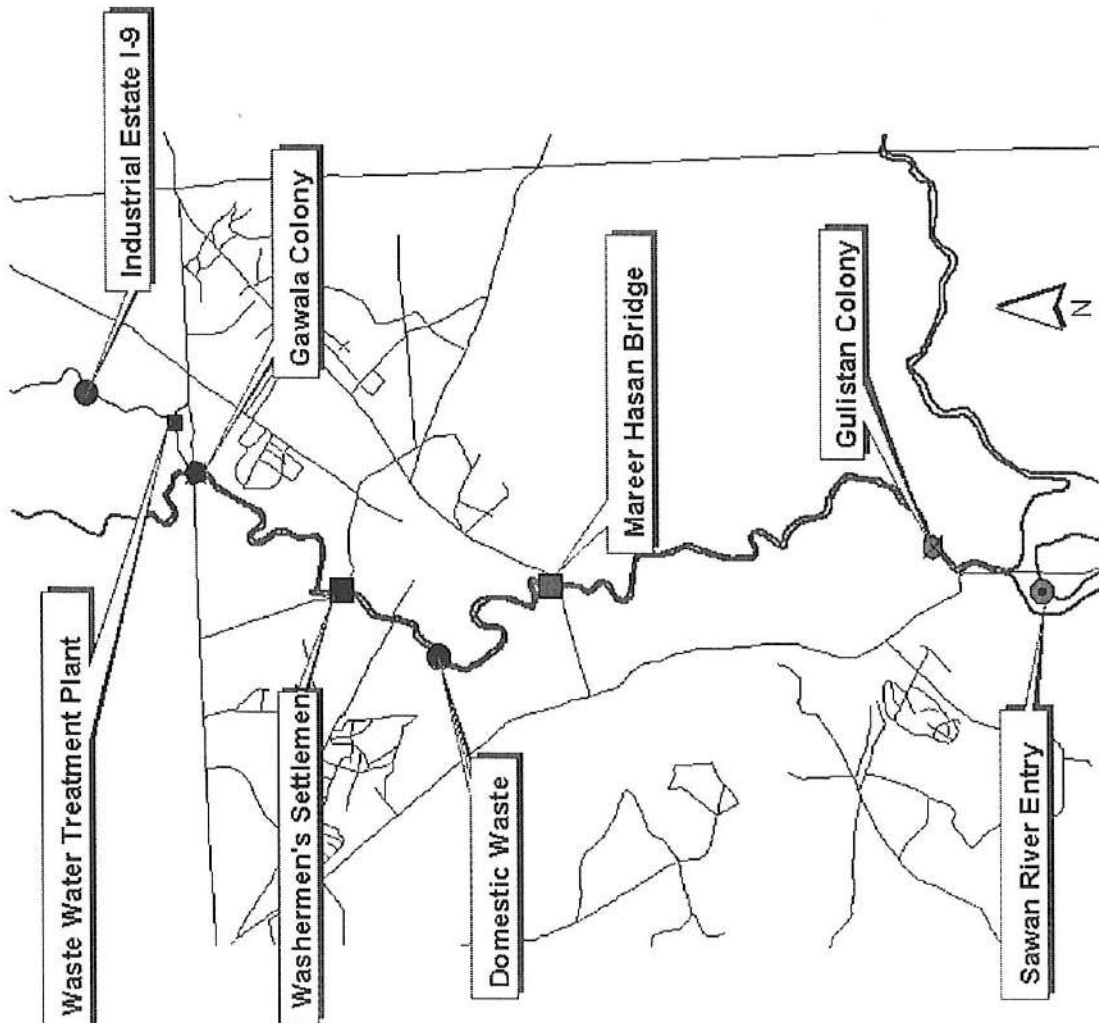 Industrial Estate I-9
Waste Water Treatment Plant
Gawala Colony
Washermen's Settlemen
Domestic Waste
Mareer Hasan Bridge
Gulistan Colony
Sawan River Entry
N